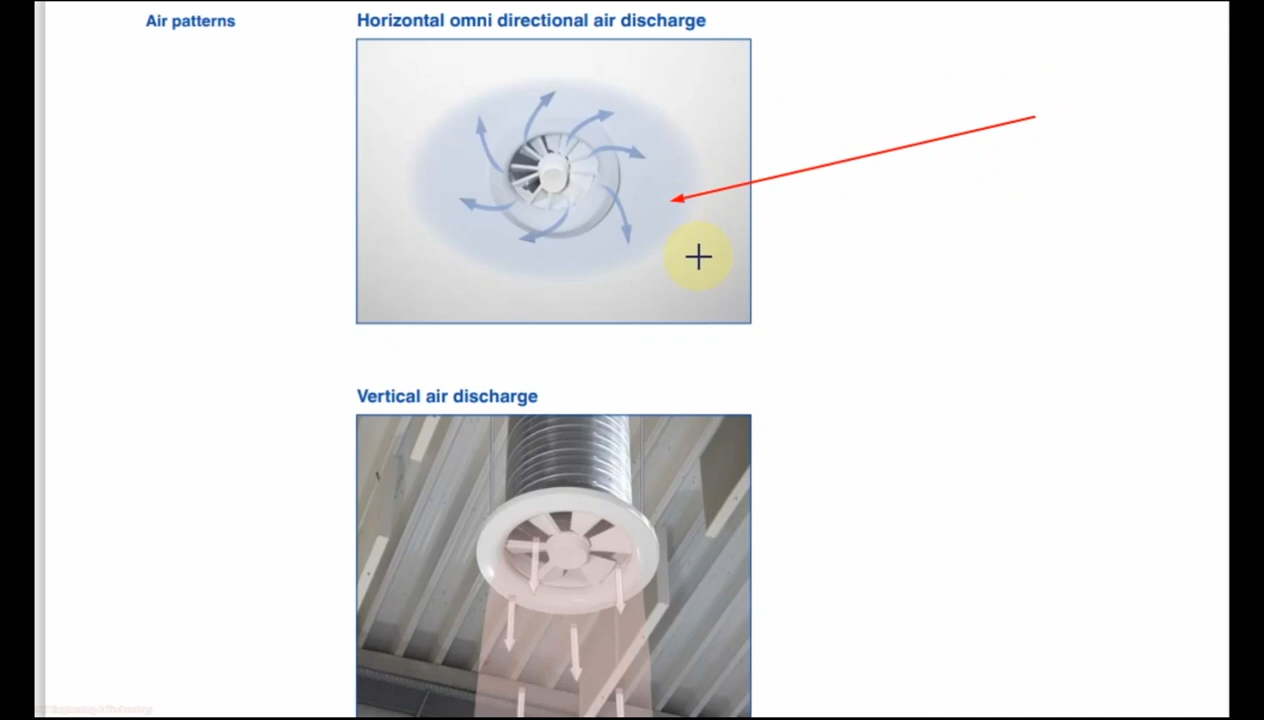 Air patterns
Horizontal omni directional air discharge
Vertical air discharge